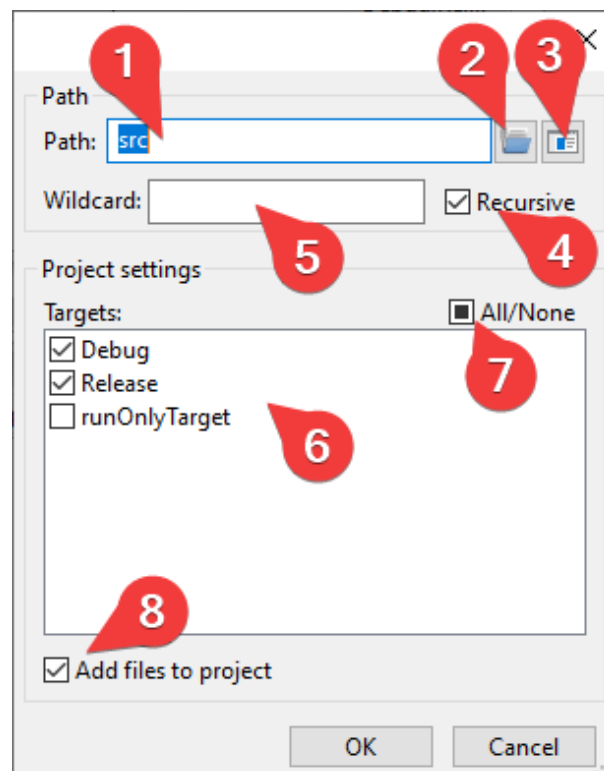 1
2
3
Path
Path: src
Wildcard:
Recursive
5
4
Project settings
Targets:
All/None
Debug
Release
runOnlyTarget
7
6
8
Add files to project
OK
Cancel